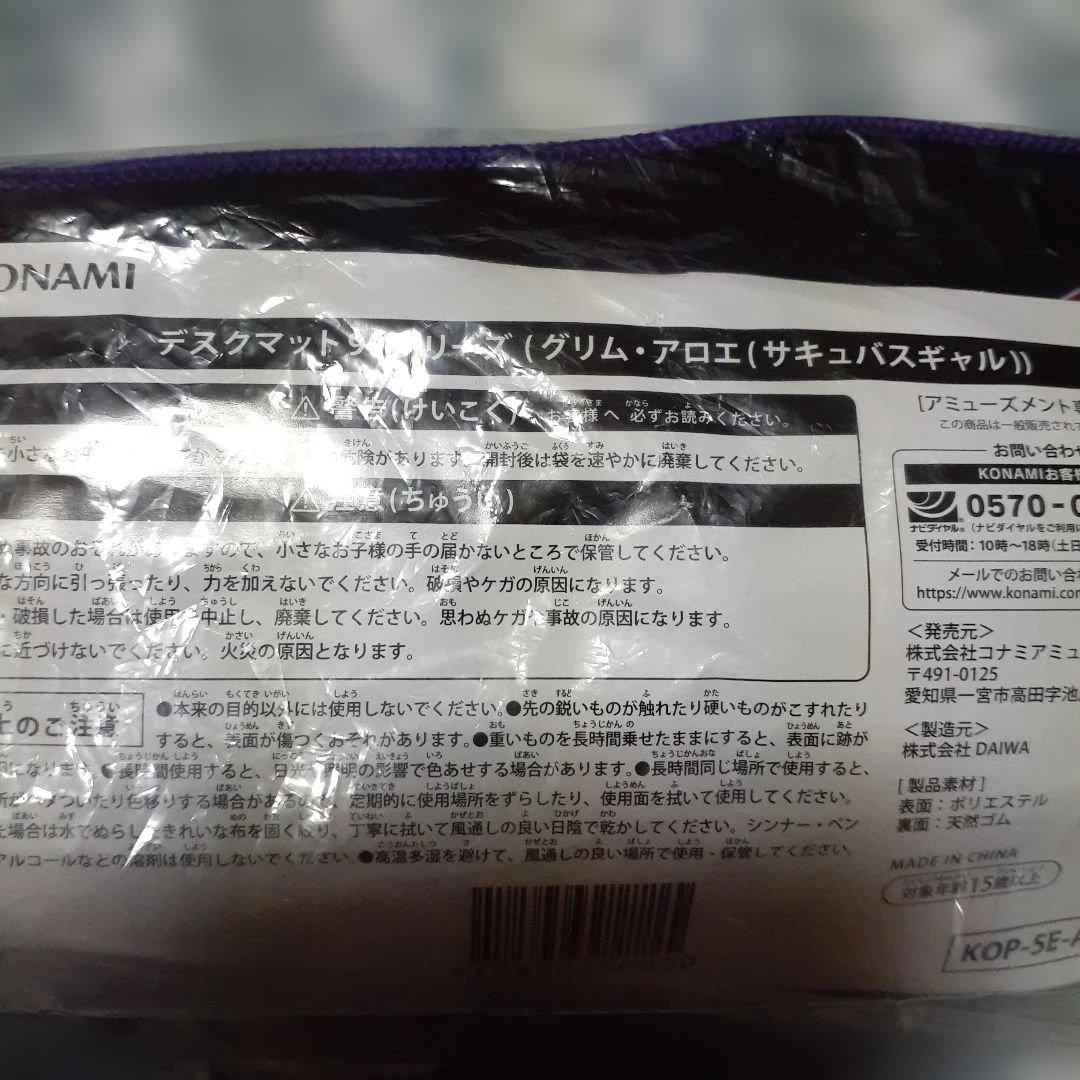 ONAMI
デスクマット9 リーズ (グリム・アロエ(サキュバスギャル))
警告(けいこく) お子様へ 必ずお読みください。
小さな 危険があります。開封後は袋を速やかに廃棄してください。
注意(ちゅうい)
事故のおそれがありますので、小さなお子様の手の届かないところで保管してください。
な方向に引っ張ったり、力を加えないでください。破損やケガの原因になります。
・破損した場合は使用 中止し、廃棄してください。思わぬケガや事故の原因になります。
に近づけないでください。火災の原因となります。
上のご注意
●本来の目的以外には使用しないでください。●先の鋭いものが触れたり硬いものがこすれたり
すると、表面が傷つくおそれがあります。●重いものを長時間乗せたままにすると、表面に跡が
になります。●長時間使用すると、日光や照明の影響で色あせする場合があります。●長時間同じ場所で使用すると、
ベタついたり色移りする場合があるので、定期的に使用場所をずらしたり、使用面を拭いて使用してください。
た場合は水でぬらしたきれいな布を固く絞り、丁寧に拭いて風通しの良い日陰で乾かしてください。シンナー・ベン
アルコールなどの溶剤は使用しないでください。●高温多湿を避けて、風通しの良い場所で使用・保管してください。
[アミューズメント専
この商品は一般販売されて
お問い合わせ
KONAMIお客様
ナビダイヤル® 0570-0
(ナビダイヤルをご利用に
受付時間：10時～18時(土日
メールでのお問い合わ
https://www.konami.com
＜発売元＞
株式会社コナミアミュ
〒491-0125
愛知県一宮市高田字池
＜製造元＞
株式会社 DAIWA
[製品素材]
表面：ポリエステル
裏面：天然ゴム
MADE IN CHINA
対象年齢15歳以上
KOP-5E-A